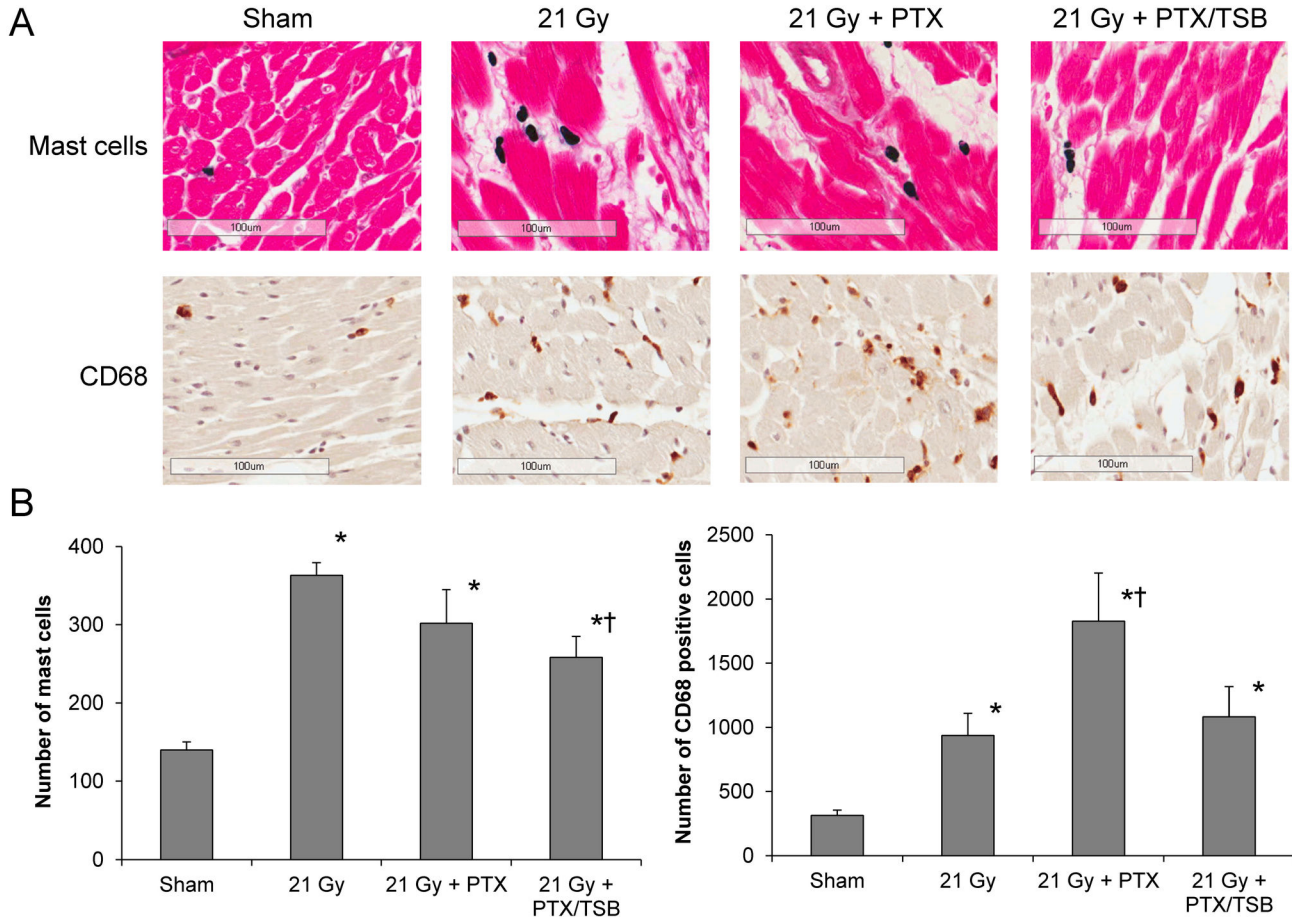 A
Sham
21 Gy
21 Gy + PTX
21 Gy + PTX/TSB
Mast cells
100um
100um
100um
100um
CD68
100um
100um
100um
100um
B
Number of mast cells
400
300
200
100
0
*
*
*†
Sham
21 Gy
21 Gy + PTX
21 Gy +
PTX/TSB
Number of CD68 positive cells
2500
2000
1500
1000
500
0
*
*†
*
Sham
21 Gy
21 Gy + PTX
21 Gy +
PTX/TSB